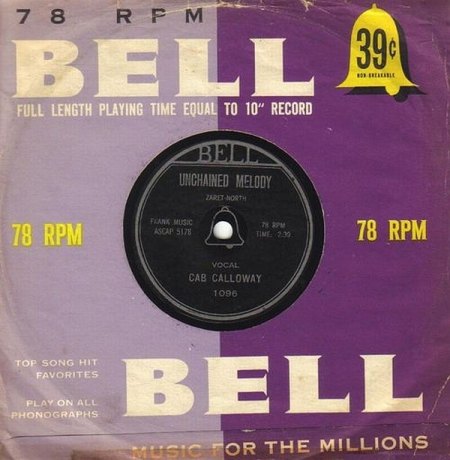 78 RPM
39¢
NON-BREAKABLE
BELL
FULL LENGTH PLAYING TIME EQUAL TO 10" RECORD
BELL
UNCHAINED MELODY
ZARET-NORTH
FRANK MUSIC
ASCAP 5178
78 RPM
TIME:
VOCAL
CAB CALLOWAY
1096
78 RPM
78 RPM
TOP SONG HIT
FAVORITES
PLAY ON ALL
PHONOGRAPHS
BELL
MUSIC FOR THE MILLIONS